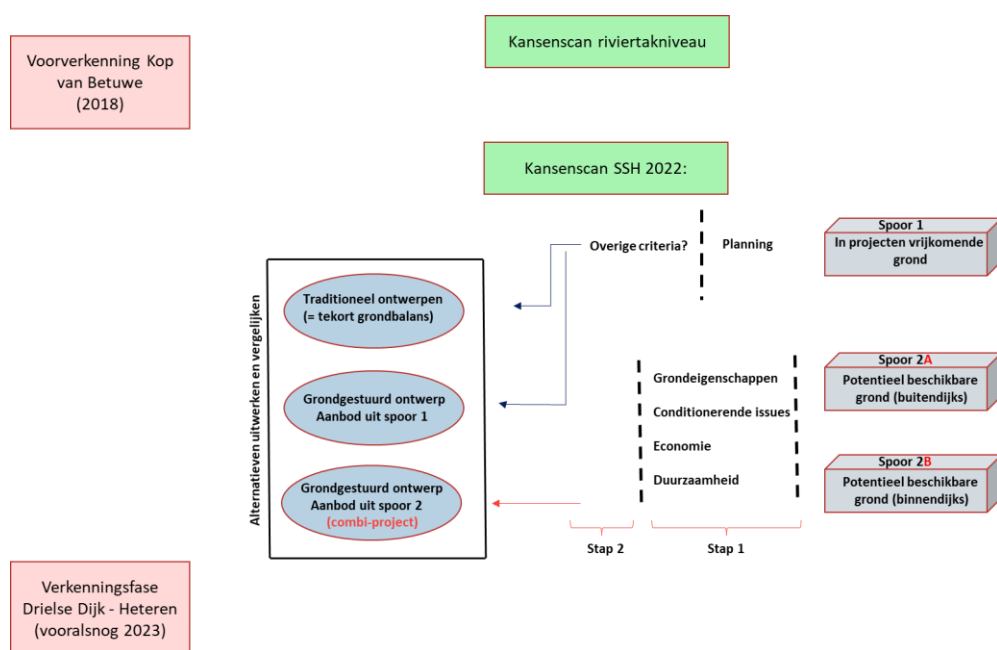 Voorverkenning Kop
van Betuwe
(2018)
Kansenscan riviertakniveau
Kansenscan SSH 2022:
Overige criteria?
Planning
Spoor 1
In projecten vrijkomende
grond
Alternatieven uitwerken en vergelijken
Traditioneel ontwerpen
(= tekort grondbalans)
Grondgestuurd ontwerp
Aanbod uit spoor 1
Grondgestuurd ontwerp
Aanbod uit spoor 2
(combi-project)
Grondeigenschappen
Conditionerende issues
Economie
Duurzaamheid
Spoor 2A
Potentieel beschikbare
grond (buitendijks)
Spoor 2B
Potentieel beschikbare
grond (binnendijks)
Stap 2
Stap 1
Verkenningsfase
Drielse Dijk - Heteren
(vooralsnog 2023)